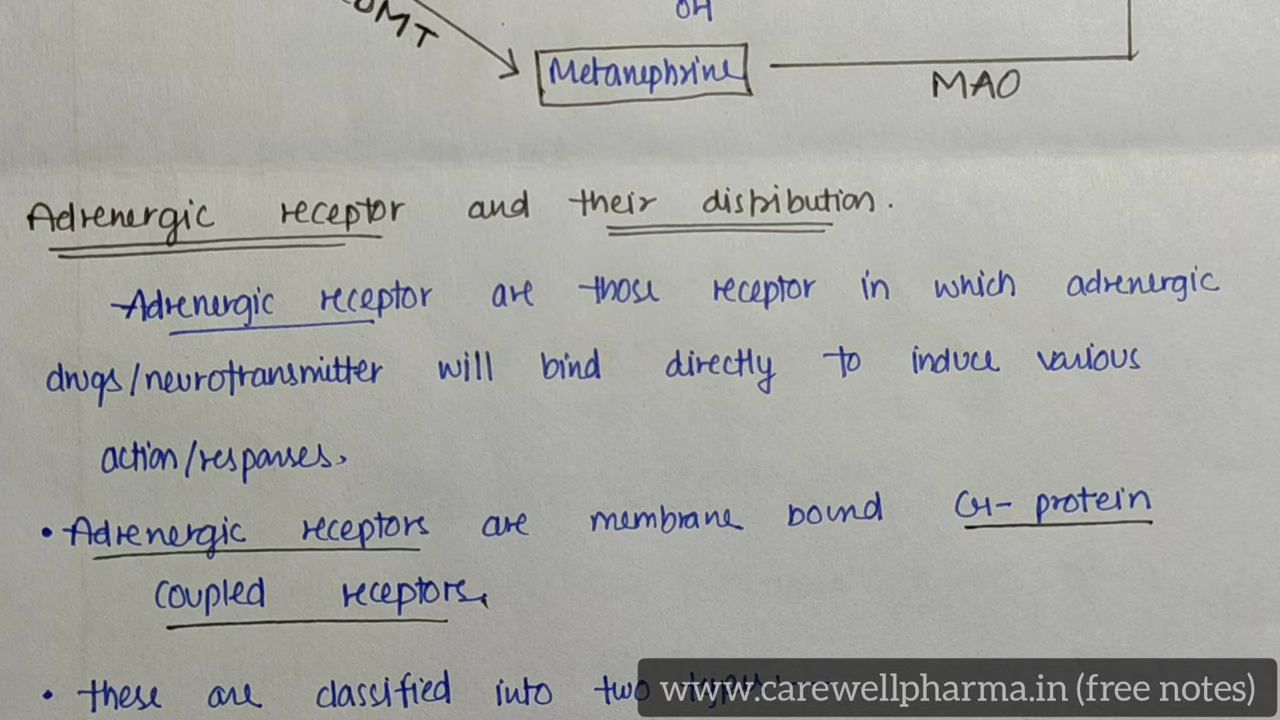 OMT
OH
Metanephrine
MAO
Adrenergic receptor and their distribution.
Adrenergic receptor are those receptor in which adrenergic
drugs/neurotransmitter will bind directly to induce various
action/responses.
• Adrenergic receptors are membrane bound G-protein
coupled receptors.
• these are classified into two
www.carewellpharma.in (free notes)